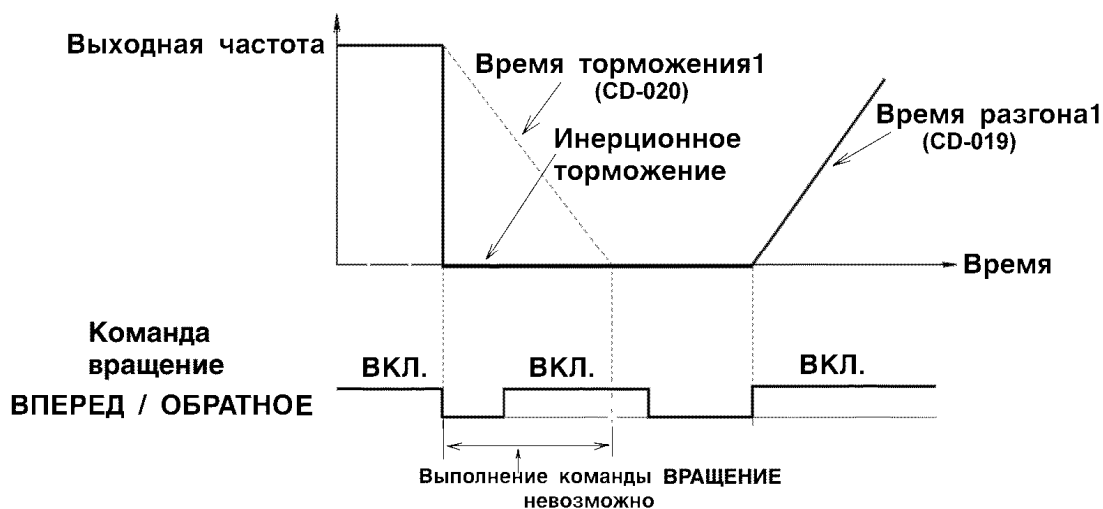 Выходная частота
Время торможения1
(CD-020)
Инерционное
торможение
Время разгона1
(CD-019)
Время
Команда
вращение
ВПЕРЕД / ОБРАТНОЕ
ВКЛ.
ВКЛ.
ВКЛ.
Выполнение команды ВРАЩЕНИЕ
невозможно